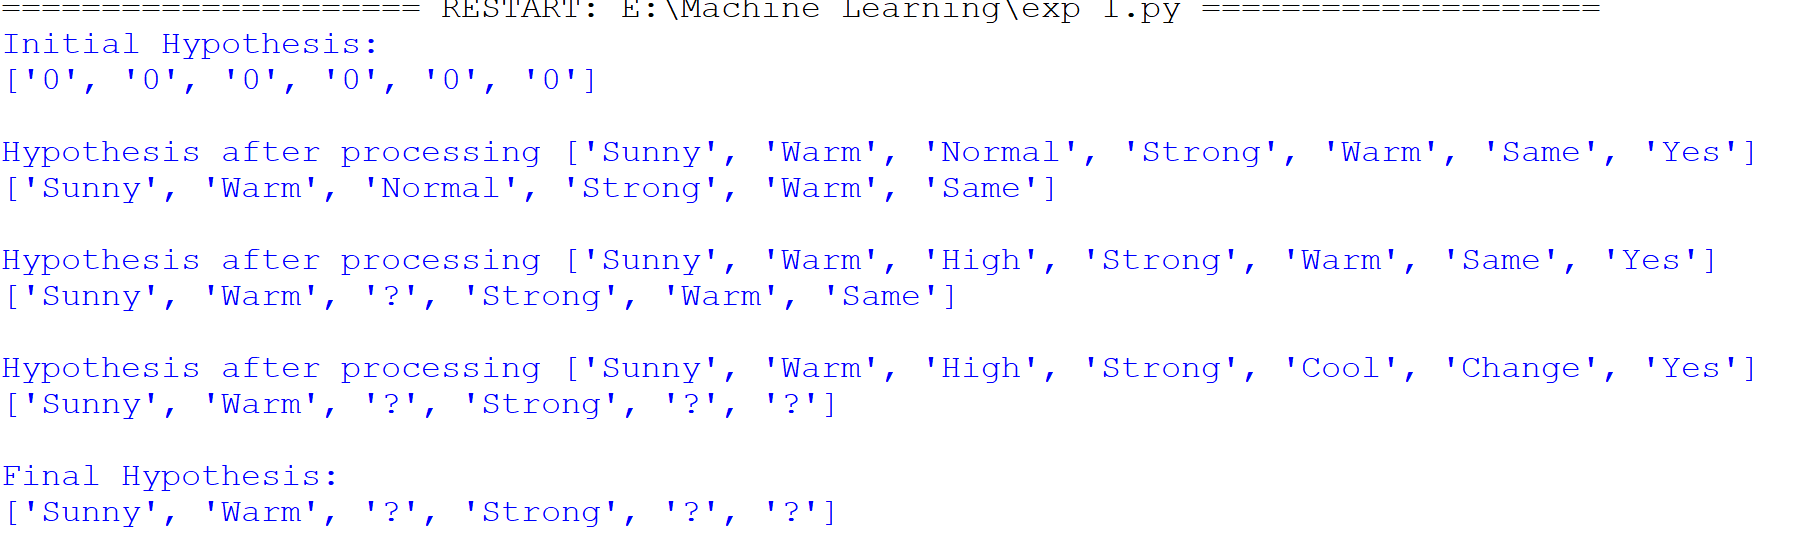 ===================== RESTART: E:\Machine Learning\exp 1.py ====================
Initial Hypothesis:
['0', '0', '0', '0', '0', '0']
Hypothesis after processing ['Sunny', 'Warm', 'Normal', 'Strong', 'Warm', 'Same', 'Yes']
['Sunny', 'Warm', 'Normal', 'Strong', 'Warm', 'Same']
Hypothesis after processing ['Sunny', 'Warm', 'High', 'Strong', 'Warm', 'Same', 'Yes']
['Sunny', 'Warm', '?', 'Strong', 'Warm', 'Same']
Hypothesis after processing ['Sunny', 'Warm', 'High', 'Strong', 'Cool', 'Change', 'Yes']
['Sunny', 'Warm', '?', 'Strong', '?', '?']
Final Hypothesis:
['Sunny', 'Warm', '?', 'Strong', '?', '?']